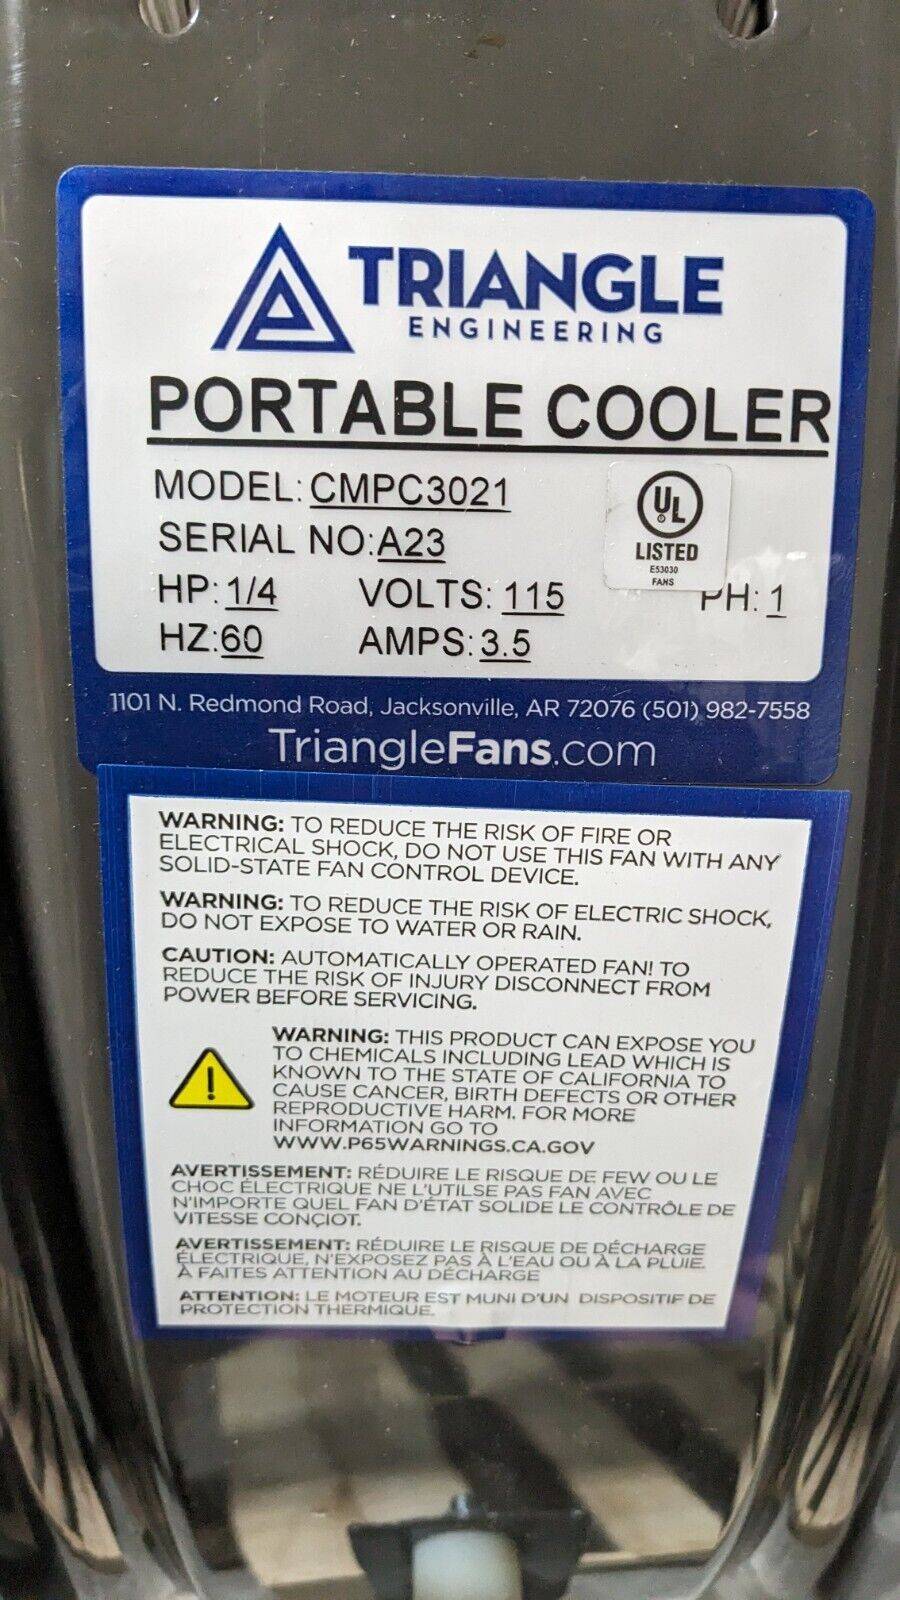 TRIANGLE
ENGINEERING
PORTABLE COOLER
MODEL: CMPC3021
SERIAL NO: A23
UL
LISTED
E53030
FANS
HP: 1/4 VOLTS: 115 PH: 1
HZ: 60 AMPS: 3.5
1101 N. Redmond Road, Jacksonville, AR 72076 (501) 982-7558
TriangleFans.com
WARNING: TO REDUCE THE RISK OF FIRE OR
ELECTRICAL SHOCK, DO NOT USE THIS FAN WITH ANY
SOLID-STATE FAN CONTROL DEVICE.
WARNING: TO REDUCE THE RISK OF ELECTRIC SHOCK,
DO NOT EXPOSE TO WATER OR RAIN.
CAUTION: AUTOMATICALLY OPERATED FAN! TO
REDUCE THE RISK OF INJURY DISCONNECT FROM
POWER BEFORE SERVICING.
WARNING: THIS PRODUCT CAN EXPOSE YOU
TO CHEMICALS INCLUDING LEAD WHICH IS
KNOWN TO THE STATE OF CALIFORNIA TO
CAUSE CANCER, BIRTH DEFECTS OR OTHER
REPRODUCTIVE HARM. FOR MORE
INFORMATION GO TO
WWW.P65WARNINGS.CA.GOV
AVERTISSEMENT: RÉDUIRE LE RISQUE DE FEW OU LE
CHOC ÉLECTRIQUE NE L'UTILSE PAS FAN AVEC
N'IMPORTE QUEL FAN D'ÉTAT SOLIDE LE CONTRÔLE DE
VITESSE CONÇIOT.
AVERTISSEMENT: RÉDUIRE LE RISQUE DE DÉCHARGE
ÉLECTRIQUE, N'EXPOSEZ PAS À L'EAU OU À LA PLUIE.
À FAITES ATTENTION AU DÉCHARGE
ATTENTION: LE MOTEUR EST MUNI D'UN DISPOSITIF DE
PROTECTION THERMIQUE.